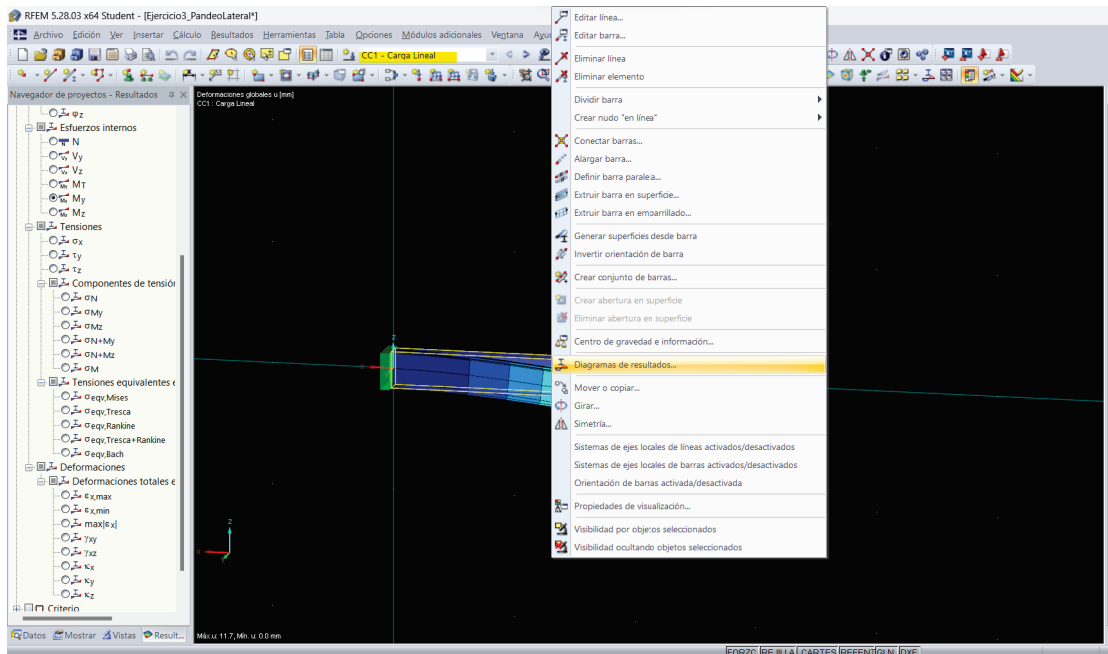 RFEM 5.28.03 x64 Student - [Ejercicio3_PandeoLateral*]
Archivo Edición Ver Insertar Cálculo Resultados Herramientas Tabla Opciones Módulos adicionales Ventana
CC1 - Carga Lineal
Navegador de proyectos - Resultados
φz
Esfuerzos internos
N
Vy
Vz
MT
My
Mz
Tensiones
σx
τy
τz
Componentes de tensión
σN
σMy
σMz
σN+My
σN+Mz
σM
Tensiones equivalentes e
σeqv,Mises
σeqv,Tresca
σeqv,Rankine
σeqv,Tresca+Rankine
σeqv,Bach
Deformaciones
Deformaciones totales e
εx,max
εx,min
max|εx|
γxy
γxz
κx
κy
κz
Criterio
Datos Mostrar Vistas Result...
Deformaciones globales u [mm]
CC1 : Carga Lineal
z
z
x
y
Máx.u: 11.7, Mín. u: 0.0 mm
Editar línea...
Editar barra...
Eliminar línea
Eliminar elemento
Dividir barra
Crear nudo "en línea"
Conectar barras...
Alargar barra...
Definir barra paralea...
Extruir barra en superficie...
Extruir barra en emparrillado...
Generar superficies desde barra
Invertir orientación de barra
Crear conjunto de barras...
Crear abertura en superficie
Eliminar abertura en superficie
Centro de gravedad e información...
Diagramas de resultados...
Mover o copiar...
Girar...
Simetría...
Sistemas de ejes locales de líneas activados/desactivados
Sistemas de ejes locales de barras activados/desactivados
Orientación de barras activada/desactivada
Propiedades de visualización...
Visibilidad por objetos seleccionados
Visibilidad ocultando objetos seleccionados
FORZC REJILLA CARTES REFENT GLN DXF